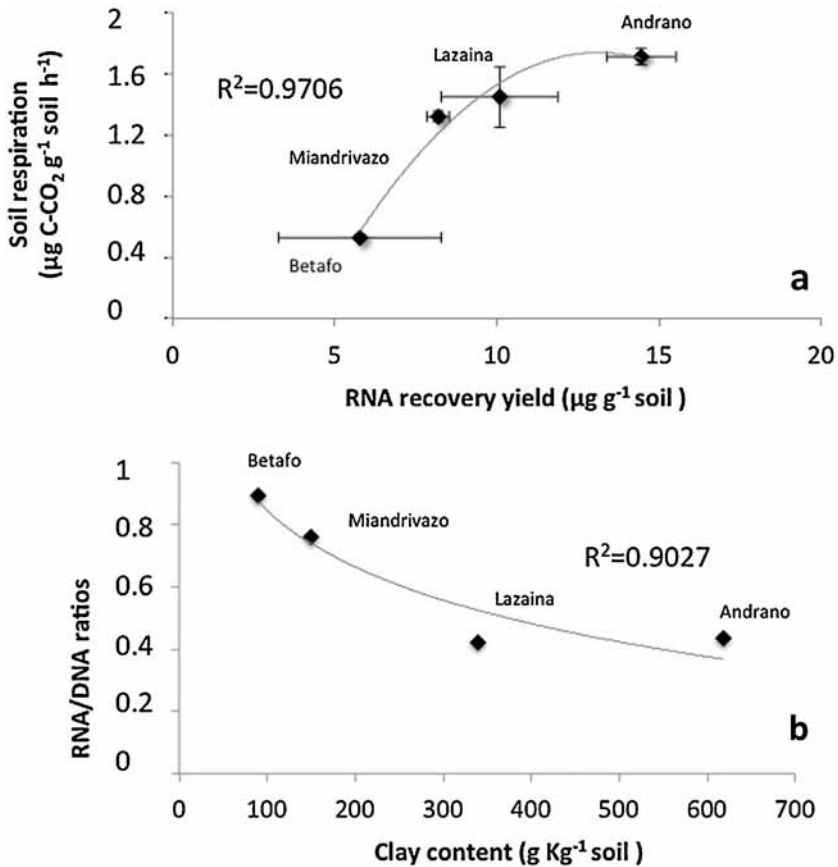 2
1.6
1.2
0.8
0.4
0
Soil respiration
(µg C-CO₂ g⁻¹ soil h⁻¹)
R²=0.9706
Andrano
Lazaina
Miandrivazo
Betafo
a
0 5 10 15 20
RNA recovery yield (µg g⁻¹ soil )
1
0.8
0.6
0.4
0.2
0
RNA/DNA ratios
Betafo
Miandrivazo
R²=0.9027
Lazaina
Andrano
b
0 100 200 300 400 500 600 700
Clay content (g Kg⁻¹ soil )